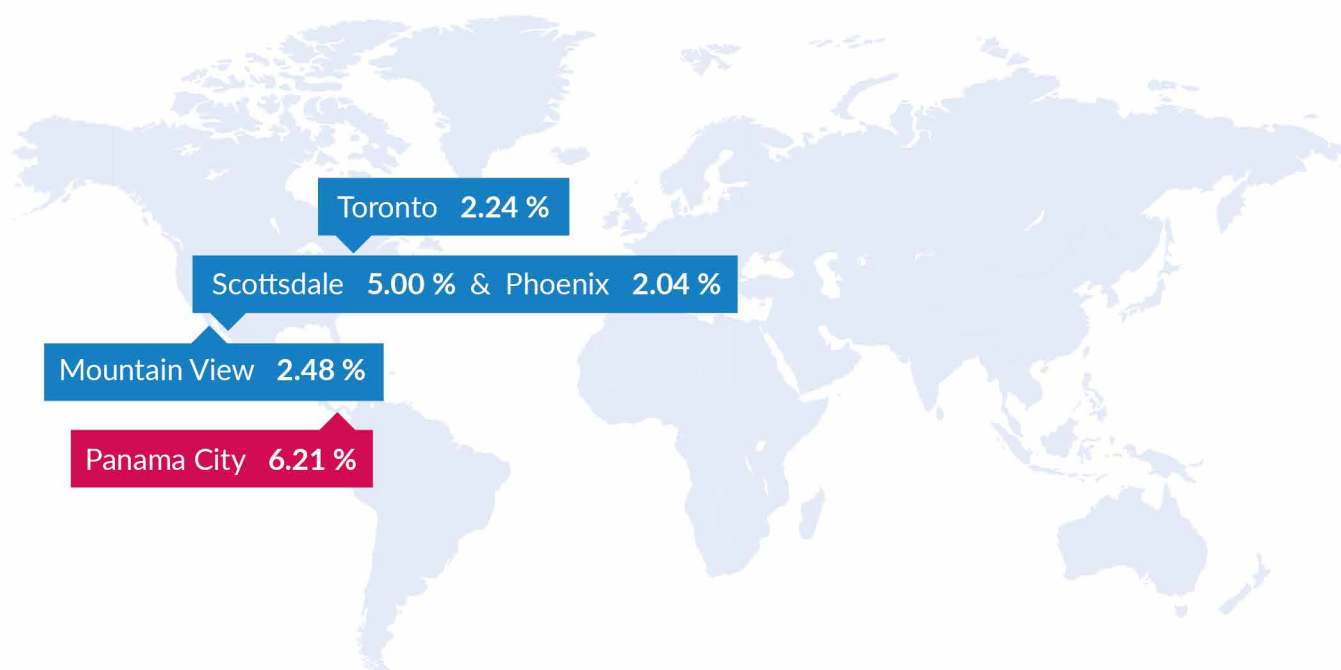 Toronto 2.24 %
Scottsdale 5.00 % & Phoenix 2.04 %
Mountain View 2.48 %
Panama City 6.21 %